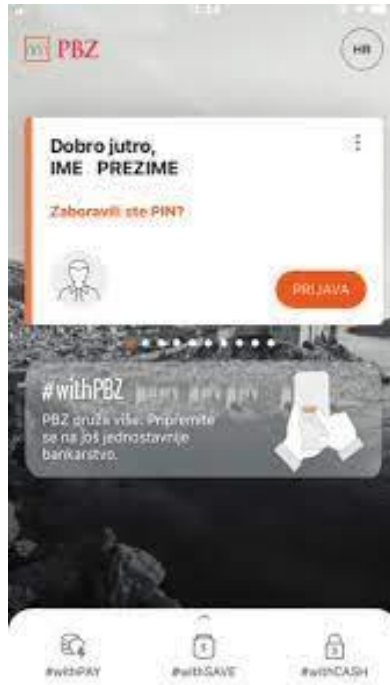 PBZ
HR
Dobro jutro,
IME PREZIME
Zaboravili ste PIN?
PRIJAVA
#withPBZ
PBZ pruža više. Pripremite
se na još jednostavnije
bankarstvo.
#withPAY
#withSAVE
#withCASH